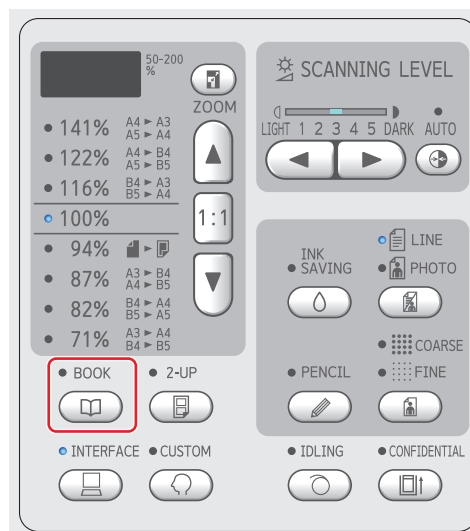 50-200
%
ZOOM
141% A4 ► A3
A5 ► A4
122% A4 ► B4
A5 ► B5
116% B4 ► A3
B5 ► A4
100%
1:1
94%
87% A3 ► B4
A4 ► B5
82% B4 ► A4
B5 ► A5
71% A3 ► A4
B4 ► B5
BOOK
2-UP
INTERFACE
CUSTOM
SCANNING LEVEL
LIGHT 1 2 3 4 5 DARK AUTO
INK
SAVING
LINE
PHOTO
PENCIL
COARSE
FINE
IDLING
CONFIDENTIAL